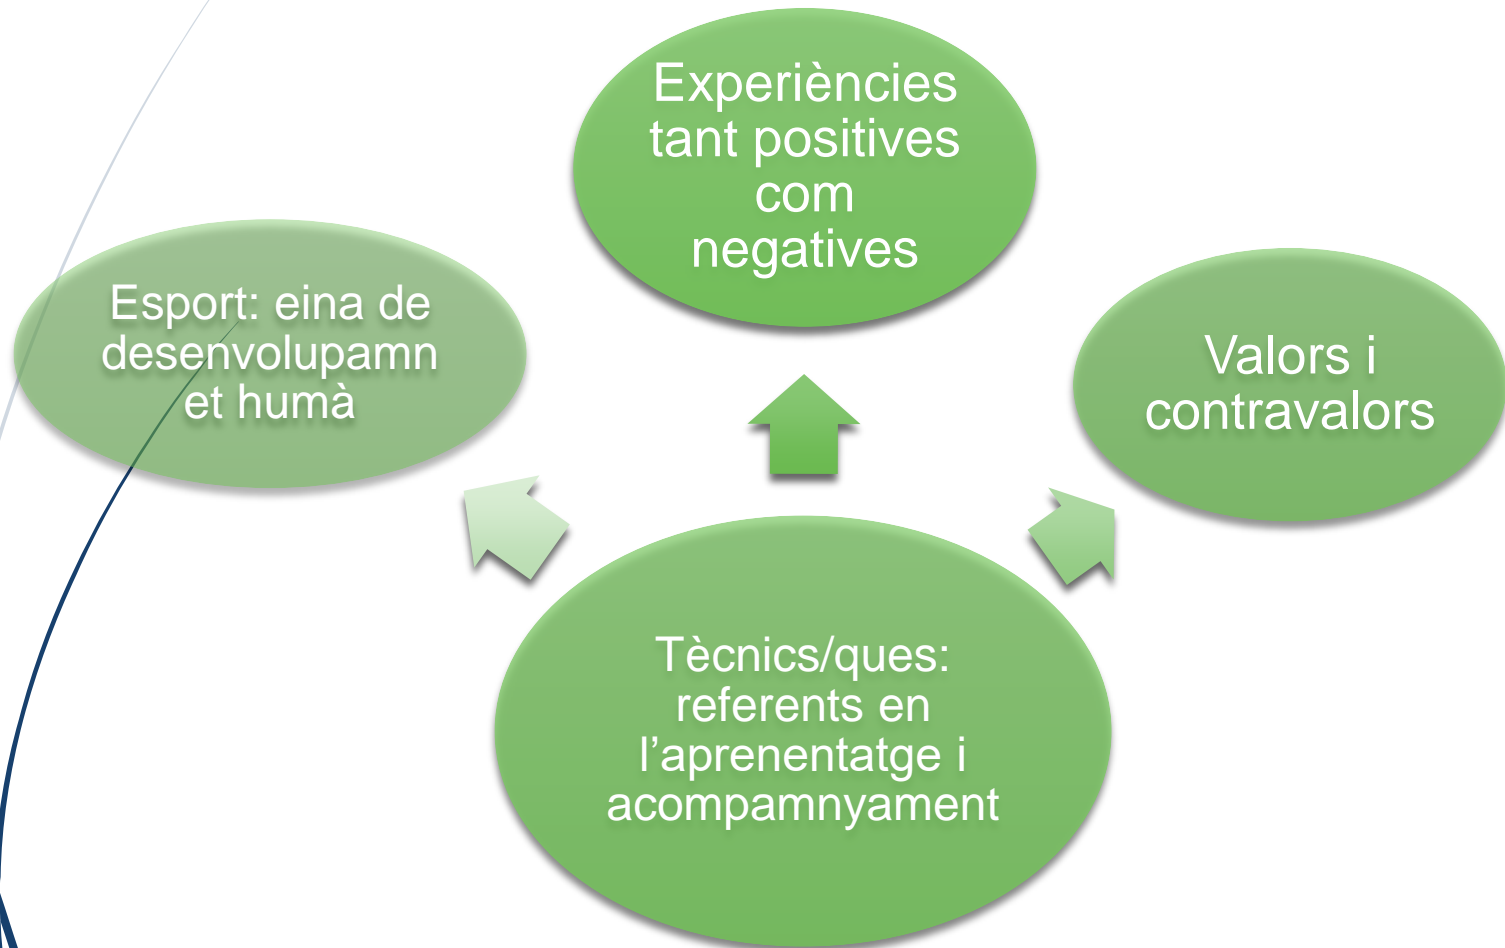 Experiències
tant positives
com
negatives
Esport: eina de
desenvolupamn
et humà
Valors i
contravalors
Tècnics/ques:
referents en
l’aprenentatge i
acompamnyament